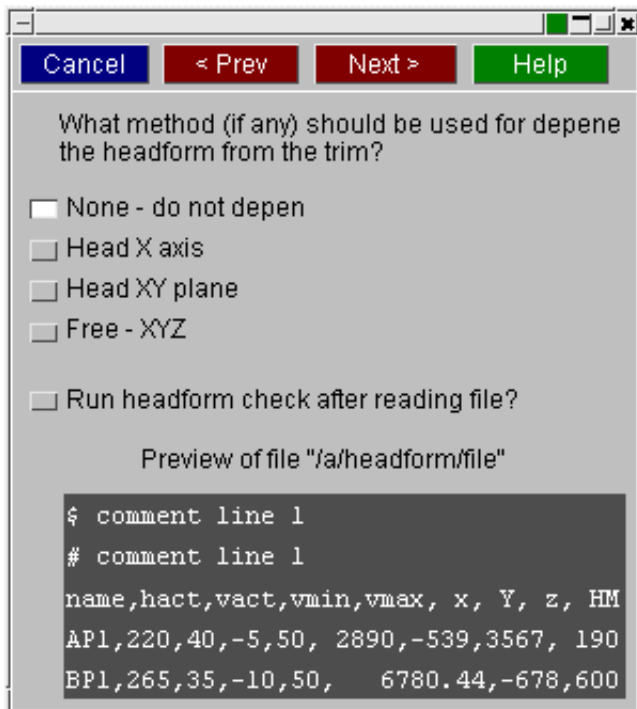 Cancel
< Prev
Next >
Help
What method (if any) should be used for depene
the headform from the trim?
None - do not depen
Head X axis
Head XY plane
Free - XYZ
Run headform check after reading file?
Preview of file "/a/headform/file"
$ comment line 1
# comment line 1
name,hact,vact,vmin,vmax, x, Y, z, HM
AP1,220,40,-5,50, 2890,-539,3567, 190
BP1,265,35,-10,50,   6780.44,-678,600